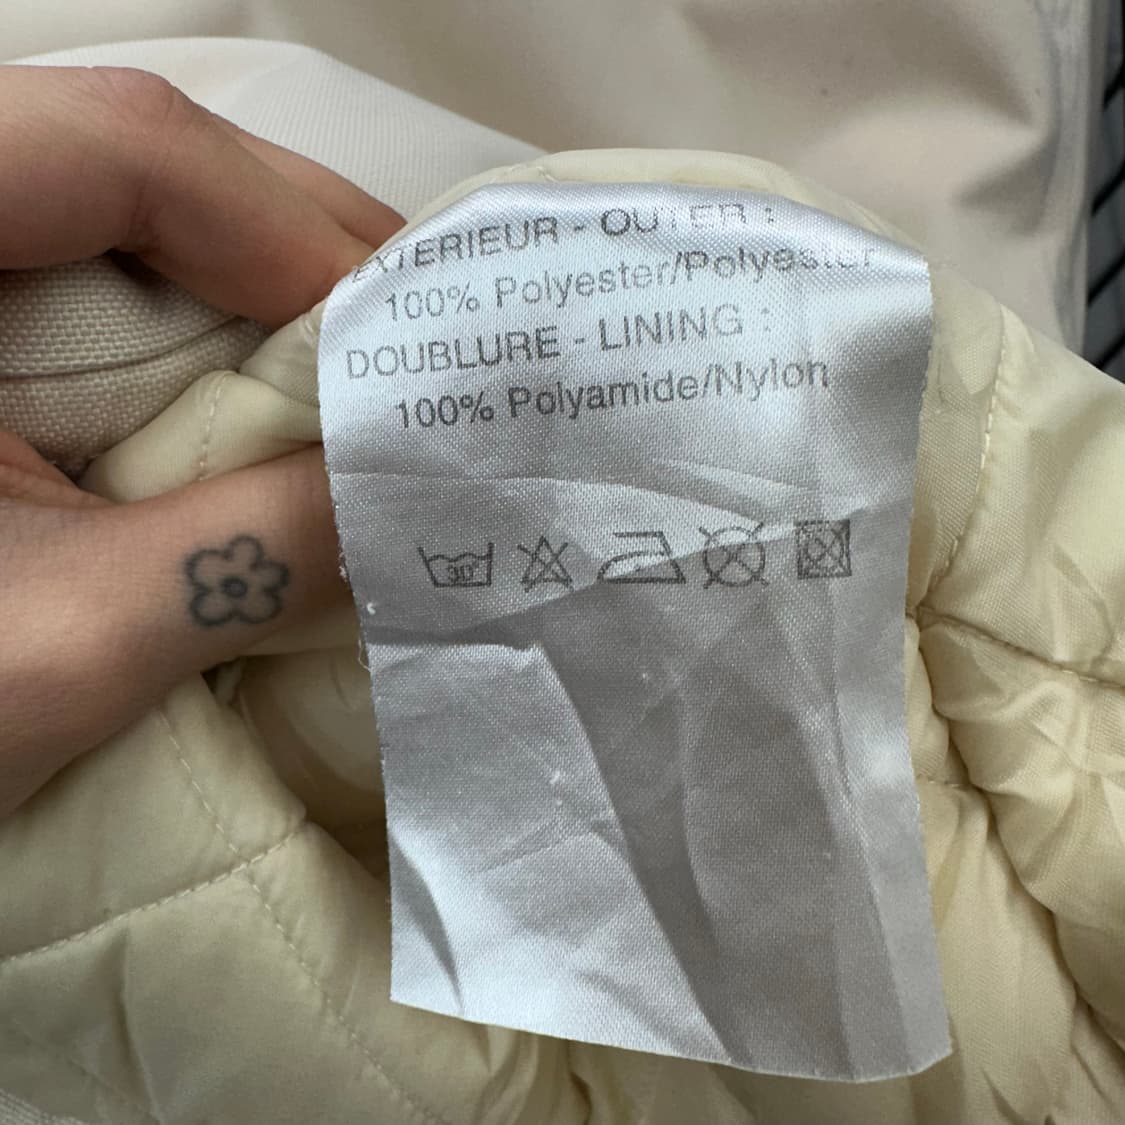 EXTERIEUR - OUTER :
100% Polyester/Polyester
DOUBLURE - LINING :
100% Polyamide/Nylon
30°